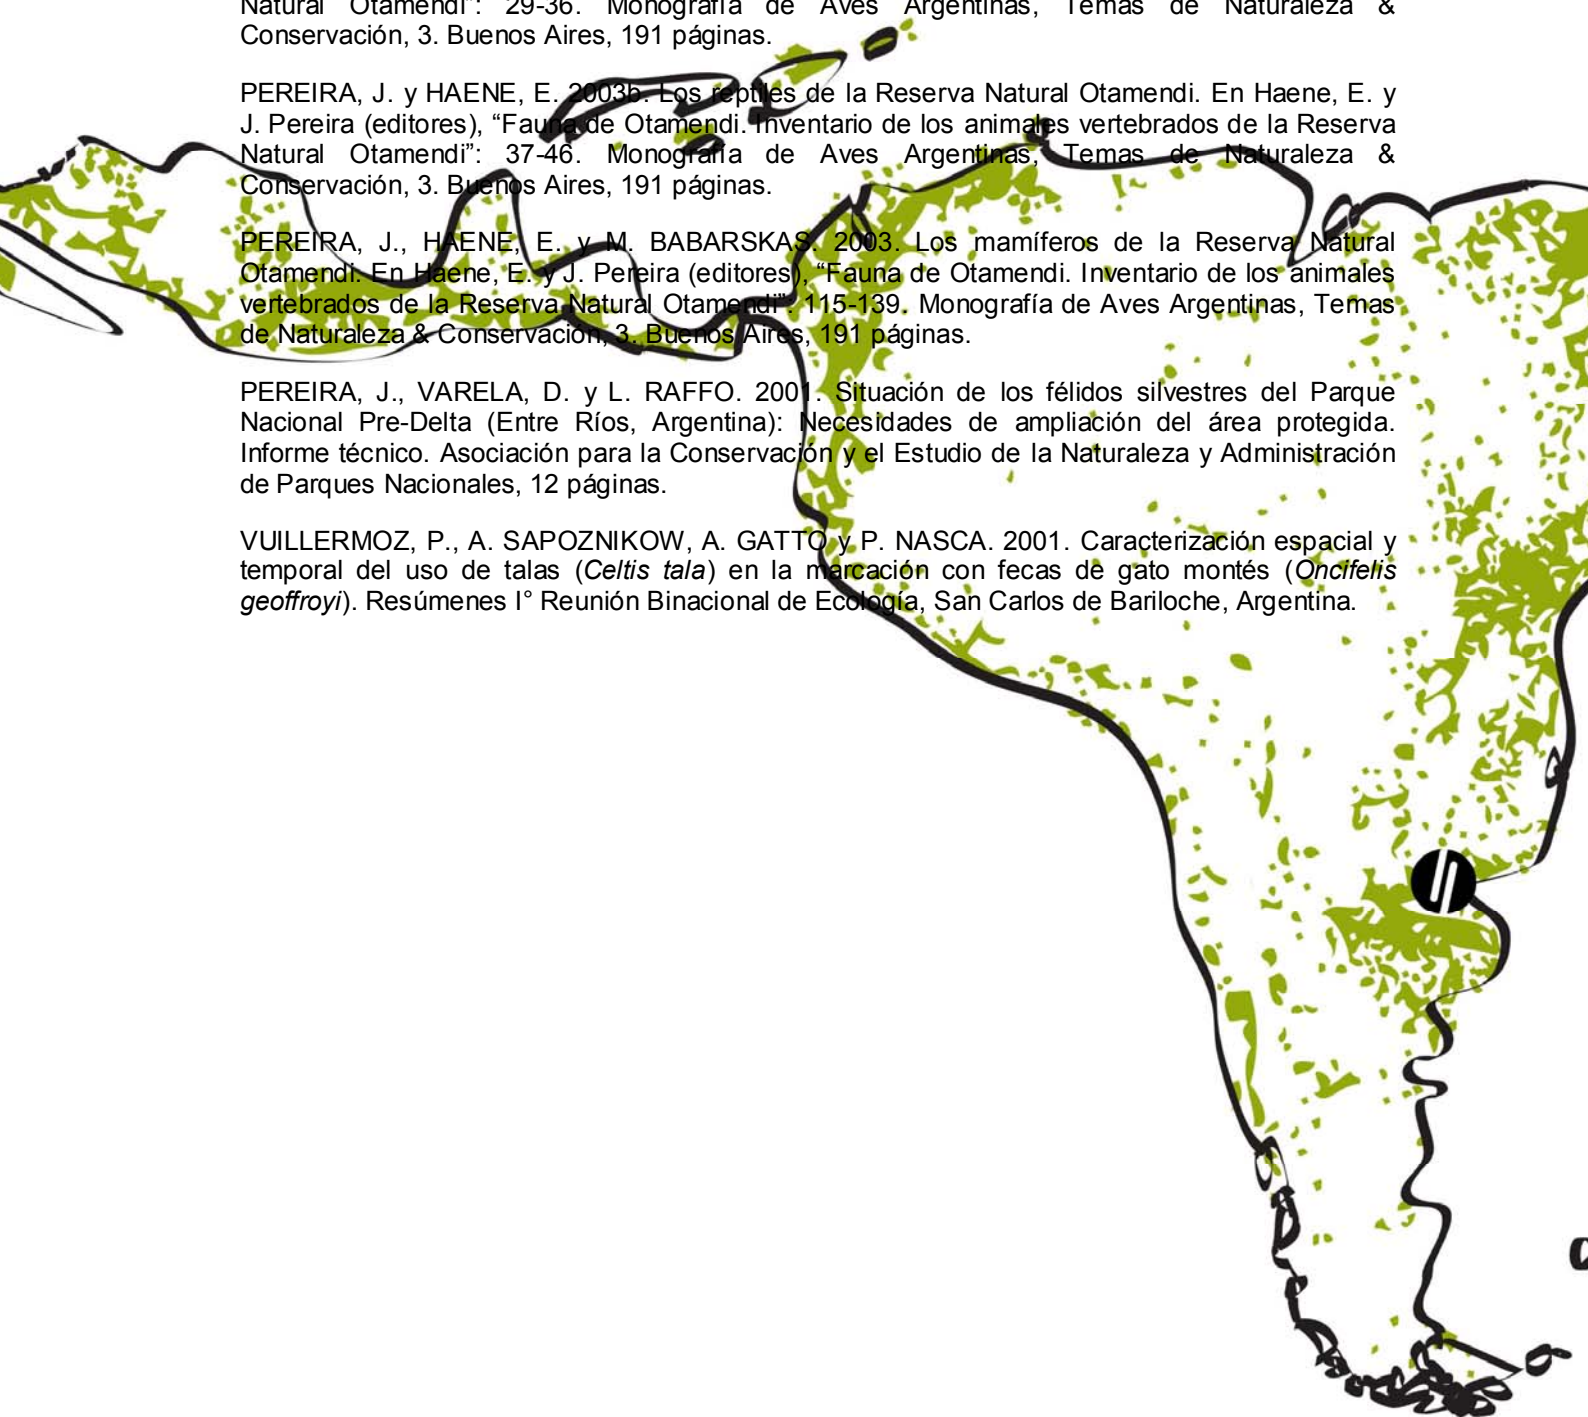 Natural Otamendi": 29-36. Monografía de Aves Argentinas, Temas de Naturaleza &
Conservación, 3. Buenos Aires, 191 páginas.
PEREIRA, J. y HAENE, E. 2003b. Los reptiles de la Reserva Natural Otamendi. En Haene, E. y
J. Pereira (editores), “Fauna de Otamendi. Inventario de los animales vertebrados de la Reserva
Natural Otamendi”: 37-46. Monografía de Aves Argentinas, Temas de Naturaleza &
Conservación, 3. Buenos Aires, 191 páginas.
PEREIRA, J., HAENE, E. y M. BABARSKAS. 2003. Los mamíferos de la Reserva Natural
Otamendi. En Haene, E. y J. Pereira (editores), “Fauna de Otamendi. Inventario de los animales
vertebrados de la Reserva Natural Otamendi”: 115-139. Monografía de Aves Argentinas, Temas
de Naturaleza & Conservación, 3. Buenos Aires, 191 páginas.
PEREIRA, J., VARELA, D. y L. RAFFO. 2001. Situación de los félidos silvestres del Parque
Nacional Pre-Delta (Entre Ríos, Argentina): Necesidades de ampliación del área protegida.
Informe técnico. Asociación para la Conservación y el Estudio de la Naturaleza y Administración
de Parques Nacionales, 12 páginas.
VUILLERMOZ, P., A. SAPOZNIKOW, A. GATTO y P. NASCA. 2001. Caracterización espacial y
temporal del uso de talas (Celtis tala) en la marcación con fecas de gato montés (Oncifelis
geoffroyi). Resúmenes I° Reunión Binacional de Ecología, San Carlos de Bariloche, Argentina.